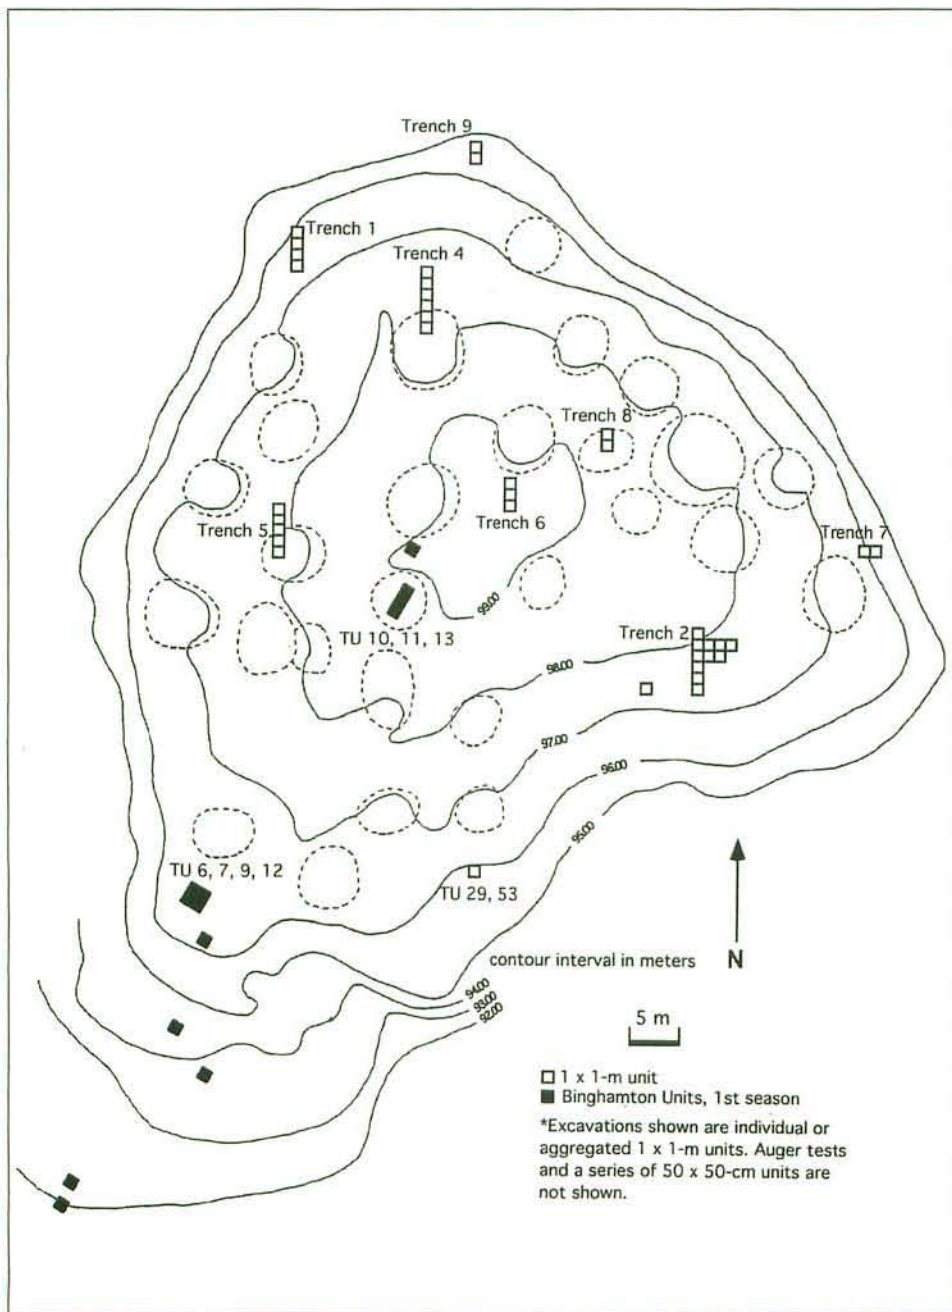 Trench 9
Trench 1
Trench 4
Trench 8
Trench 6
Trench 5
Trench 7
99.00
TU 10, 11, 13
Trench 2
98.00
97.00
96.00
95.00
TU 6, 7, 9, 12
TU 29, 53
contour interval in meters
N
94.00
93.00
92.00
5 m
1 x 1-m unit
Binghamton Units, 1st season
*Excavations shown are individual or
aggregated 1 x 1-m units. Auger tests
and a series of 50 x 50-cm units are
not shown.